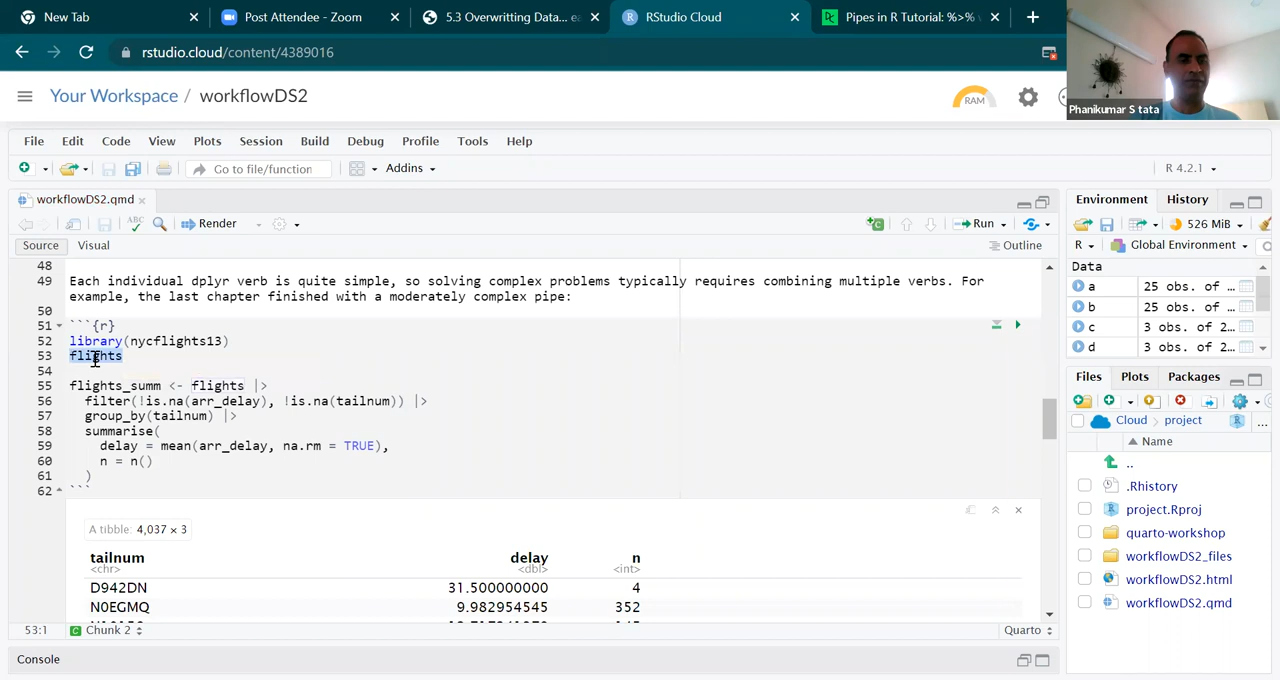 New Tab
Post Attendee - Zoom
5.3 Overwritting Data... ea
RStudio Cloud
Pipes in R Tutorial: %>%
rstudio.cloud/content/4389016
Your Workspace / workflowDS2
RAM
Phanikumar S tata
File Edit Code View Plots Session Build Debug Profile Tools Help
Go to file/function
Addins
R 4.2.1
workflowDS2.qmd
Environment History
ABC
Render
Run
526 MiB
Source Visual
Outline
R
Global Environment
Data
a 25 obs. of ...
b 25 obs. of ...
c 3 obs. of 2...
d 3 obs. of 2...
48
49 Each individual dplyr verb is quite simple, so solving complex problems typically requires combining multiple verbs. For
example, the last chapter finished with a moderately complex pipe:
50
51 ```{r}
52 library(nycflights13)
53 flights
54
55 flights_summ <- flights |>
56 filter(!is.na(arr_delay), !is.na(tailnum)) |>
57 group_by(tailnum) |>
58 summarise(
59 delay = mean(arr_delay, na.rm = TRUE),
60 n = n()
61 )
62 ```
A tibble: 4,037 × 3
tailnum delay n
<chr> <dbl> <int>
D942DN 31.500000000 4
N0EGMQ 9.982954545 352
53:1 Chunk 2 Quarto
Console
Files Plots Packages
Cloud project
Name
..
.Rhistory
project.Rproj
quarto-workshop
workflowDS2_files
workflowDS2.html
workflowDS2.qmd